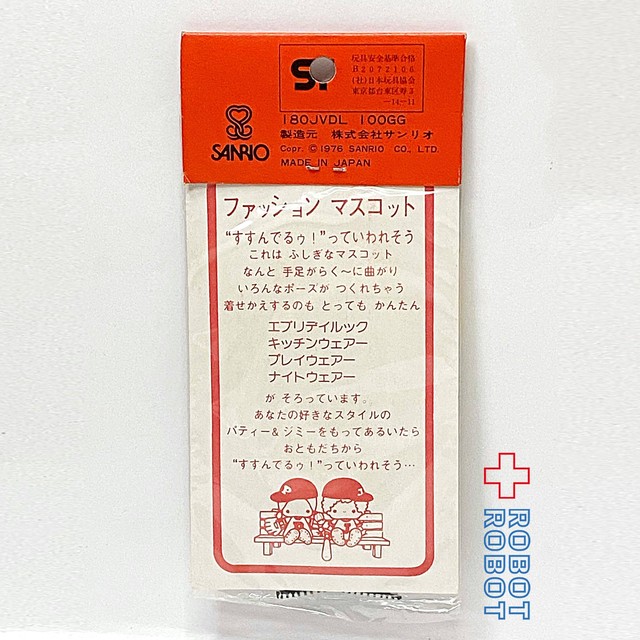 ST
玩具安全基準合格
B2072106
(社)日本玩具協会
東京都台東区寿3
-14-11
180JVDL 100GG
製造元 株式会社サンリオ
Copr. Ⓒ 1976 SANRIO CO., LTD.
MADE IN JAPAN
SANRIO
ファッション マスコット
“すすんでるゥ!”っていわれそう
これは ふしぎなマスコット
なんと 手足がらく〜に曲がり
いろんなポーズが つくれちゃう
着せかえするのも とっても かんたん
エブリデイルック
キッチンウェアー
プレイウェアー
ナイトウェアー
が そろっています。
あなたの好きなスタイルの
パティー&ジミーをもってあるいたら
おともだちから
“すすんでるゥ!”っていわれそう…
P
J
ROBOT
ROBOT